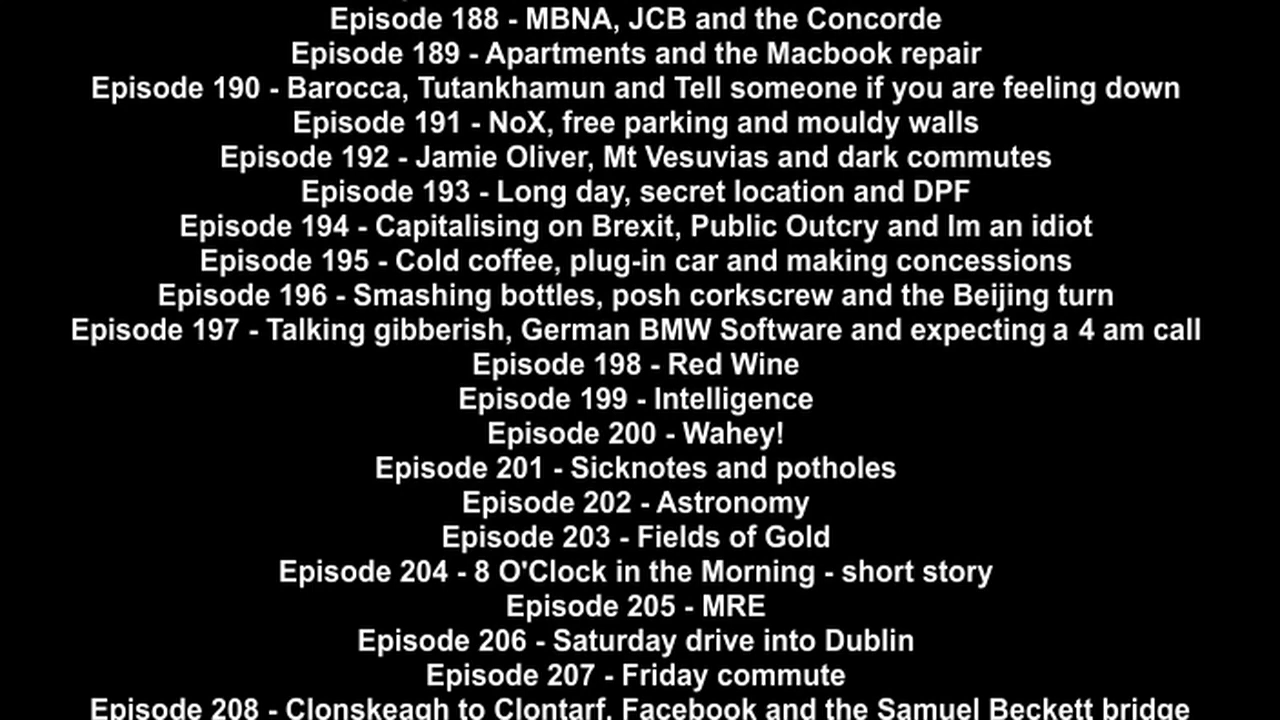 Episode 188 - MBNA, JCB and the Concorde
Episode 189 - Apartments and the Macbook repair
Episode 190 - Barocca, Tutankhamun and Tell someone if you are feeling down
Episode 191 - NoX, free parking and mouldy walls
Episode 192 - Jamie Oliver, Mt Vesuvias and dark commutes
Episode 193 - Long day, secret location and DPF
Episode 194 - Capitalising on Brexit, Public Outcry and Im an idiot
Episode 195 - Cold coffee, plug-in car and making concessions
Episode 196 - Smashing bottles, posh corkscrew and the Beijing turn
Episode 197 - Talking gibberish, German BMW Software and expecting a 4 am call
Episode 198 - Red Wine
Episode 199 - Intelligence
Episode 200 - Wahey!
Episode 201 - Sicknotes and potholes
Episode 202 - Astronomy
Episode 203 - Fields of Gold
Episode 204 - 8 O'Clock in the Morning - short story
Episode 205 - MRE
Episode 206 - Saturday drive into Dublin
Episode 207 - Friday commute
Episode 208 - Clonskeagh to Clontarf, Facebook and the Samuel Beckett bridge